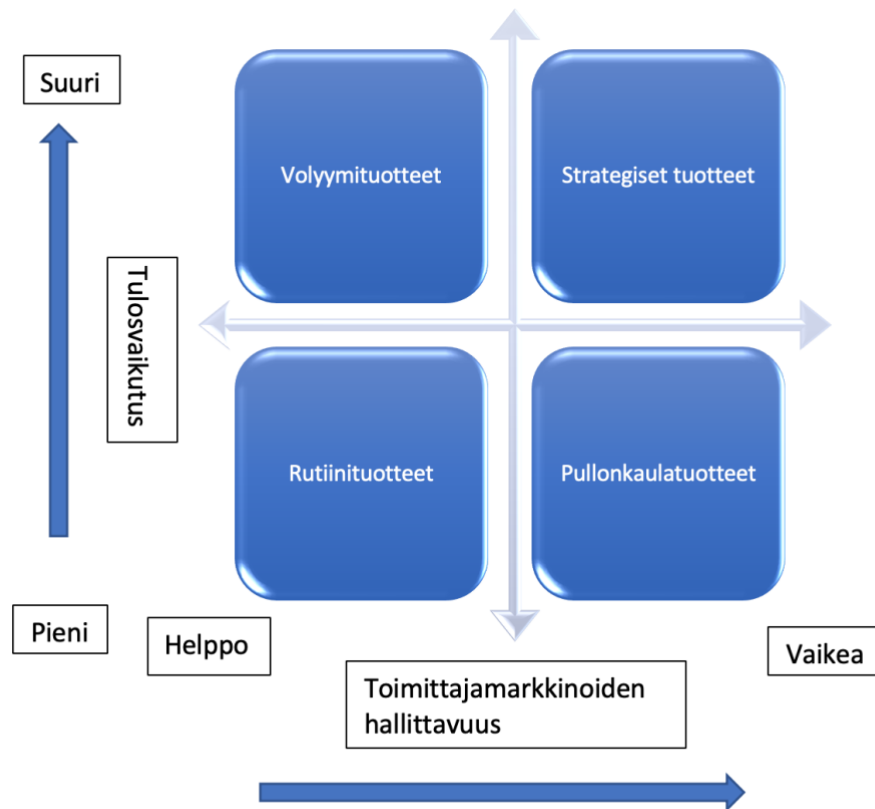 Suuri
Volyymituotteet
Strategiset tuotteet
Tulosvaikutus
Rutiinituotteet
Pullonkaulatuotteet
Pieni
Helppo
Vaikea
Toimittajamarkkinoiden
hallittavuus